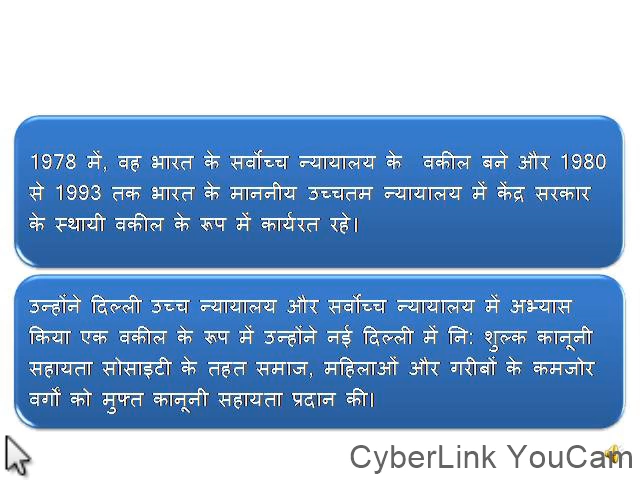 1978 में, वह भारत के सर्वोच्च न्यायालय के वकील बने और 1980
से 1993 तक भारत के माननीय उच्चतम न्यायालय में केंद्र सरकार
के स्थायी वकील के रूप में कार्यरत रहे।
उन्होंने दिल्ली उच्च न्यायालय और सर्वोच्च न्यायालय में अभ्यास
किया एक वकील के रूप में उन्होंने नई दिल्ली में नि: शुल्क कानूनी
सहायता सोसाइटी के तहत समाज, महिलाओं और गरीबों के कमजोर
वर्गों को मुफ्त कानूनी सहायता प्रदान की।
CyberLink YouCam